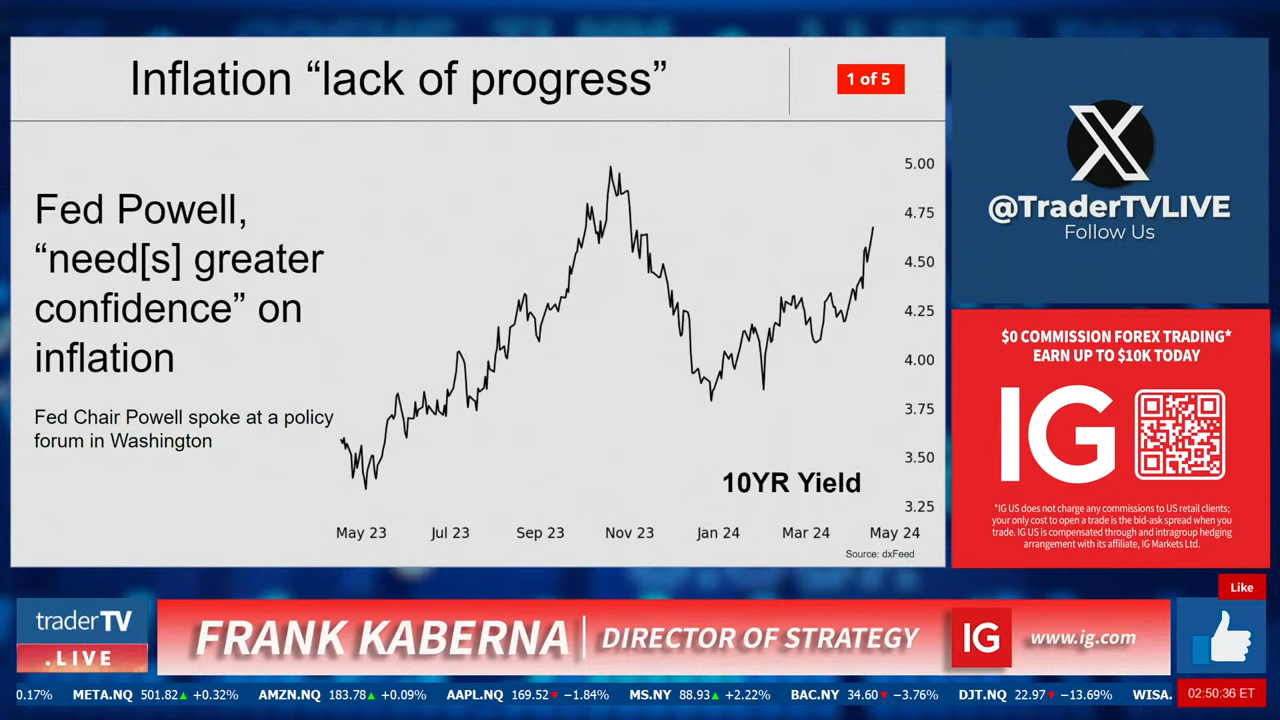 Inflation “lack of progress”
1 of 5
Fed Powell,
“need[s] greater
confidence” on
inflation
Fed Chair Powell spoke at a policy
forum in Washington
5.00
4.75
4.50
4.25
4.00
3.75
3.50
3.25
10YR Yield
May 23 Jul 23 Sep 23 Nov 23 Jan 24 Mar 24 May 24
Source: dxFeed
X
@TraderTVLIVE
Follow Us
$0 COMMISSION FOREX TRADING*
EARN UP TO $10K TODAY
IG
*IG US does not charge any commissions to US retail clients;
your only cost to open a trade is the bid-ask spread when you
trade. IG US is compensated through and intragroup hedging
arrangement with its affiliate, IG Markets Ltd.
Like
traderTV
.LIVE
FRANK KABERNA DIRECTOR OF STRATEGY IG www.ig.com
0.17% META.NQ 501.82▲ +0.32% AMZN.NQ 183.78▲ +0.09% AAPL.NQ 169.52▼ −1.84% MS.NY 88.93▲ +2.22% BAC.NY 34.60▼ −3.76% DJT.NQ 22.97▼ −13.69% WISA.
02:50:36 ET